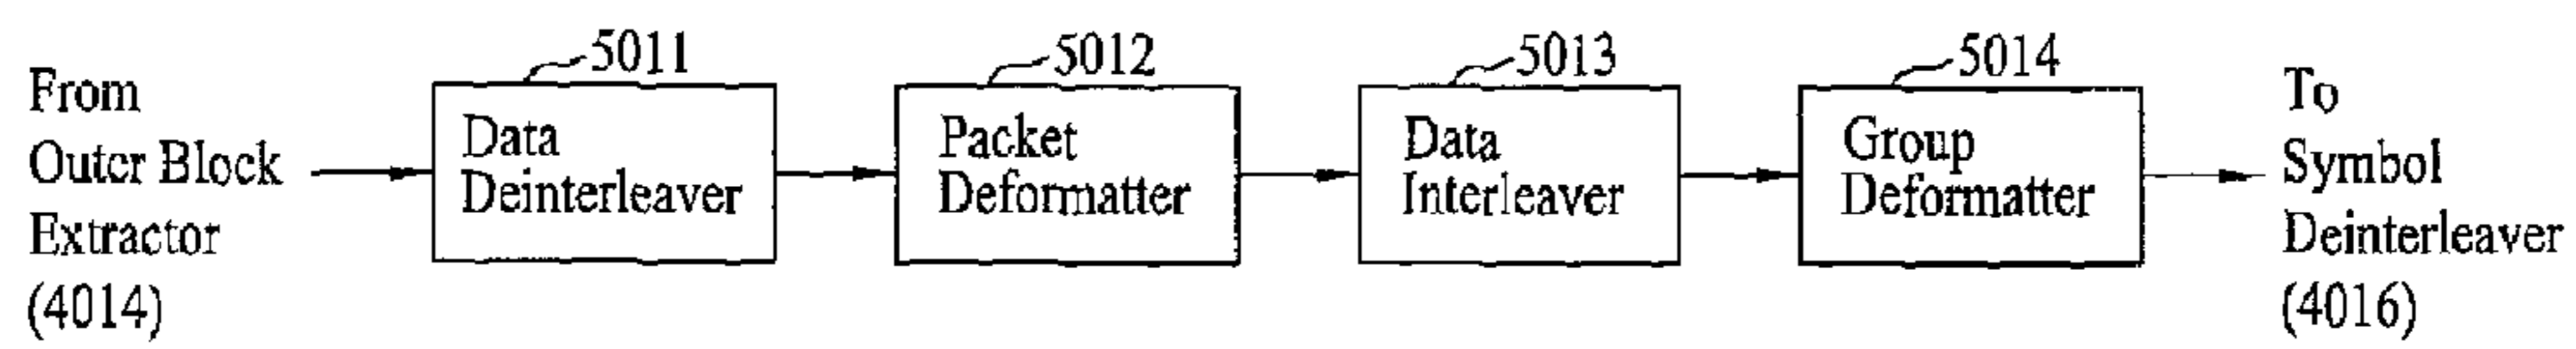 From
Outer Block
Extractor
(4014)
5011
Data
Deinterleaver
5012
Packet
Deformatter
5013
Data
Interleaver
5014
Group
Deformatter
To
Symbol
Deinterleaver
(4016)